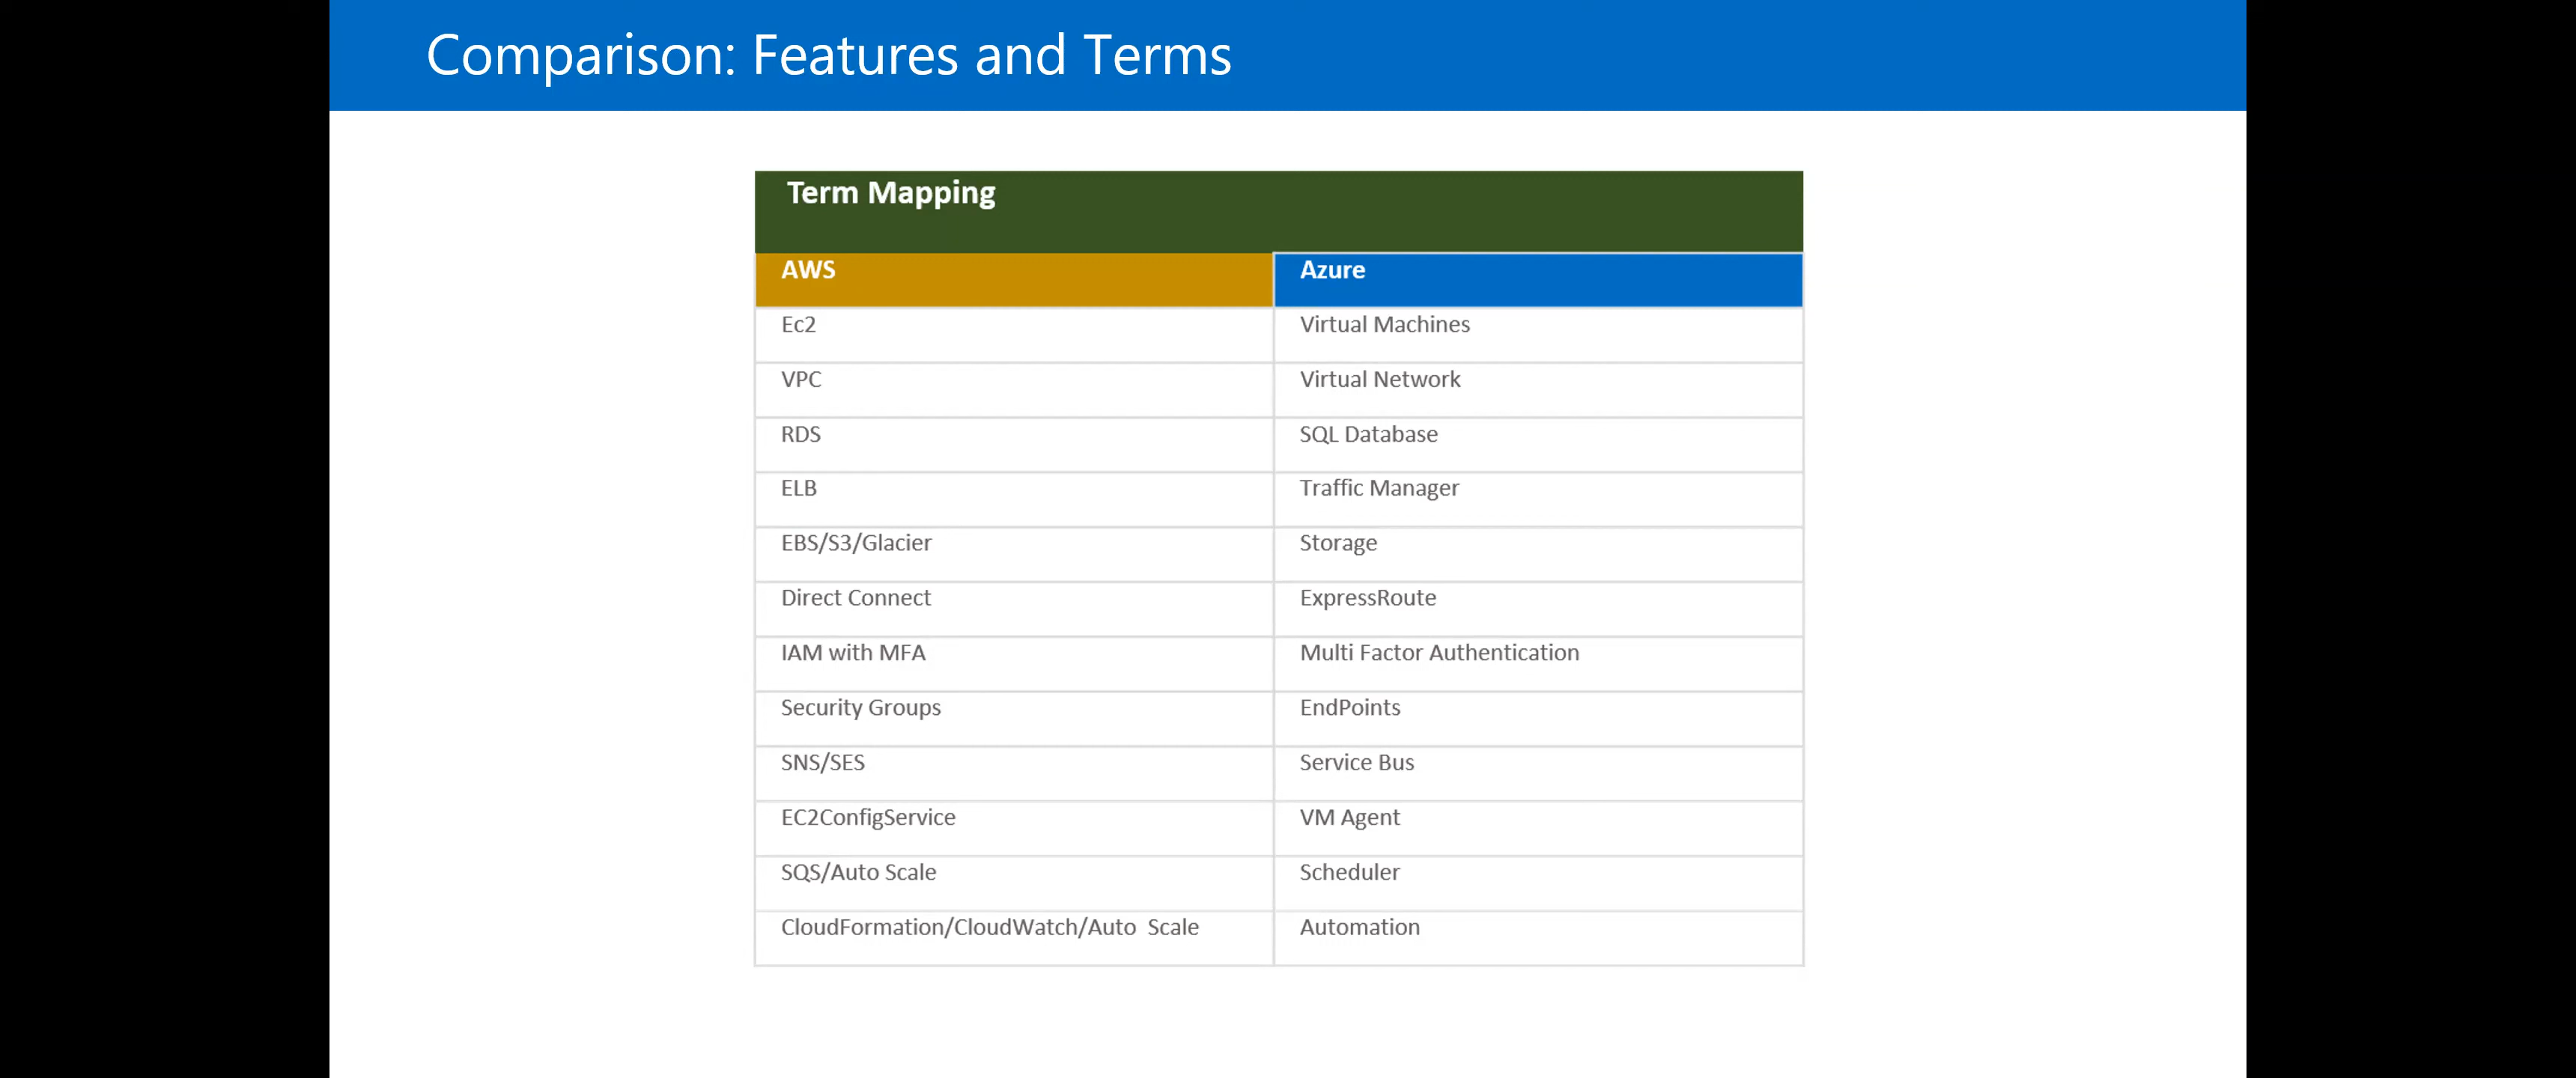 Comparison: Features and Terms
Term Mapping
AWS Azure
Ec2 Virtual Machines
VPC Virtual Network
RDS SQL Database
ELB Traffic Manager
EBS/S3/Glacier Storage
Direct Connect ExpressRoute
IAM with MFA Multi Factor Authentication
Security Groups EndPoints
SNS/SES Service Bus
EC2ConfigService VM Agent
SQS/Auto Scale Scheduler
CloudFormation/CloudWatch/Auto  Scale Automation